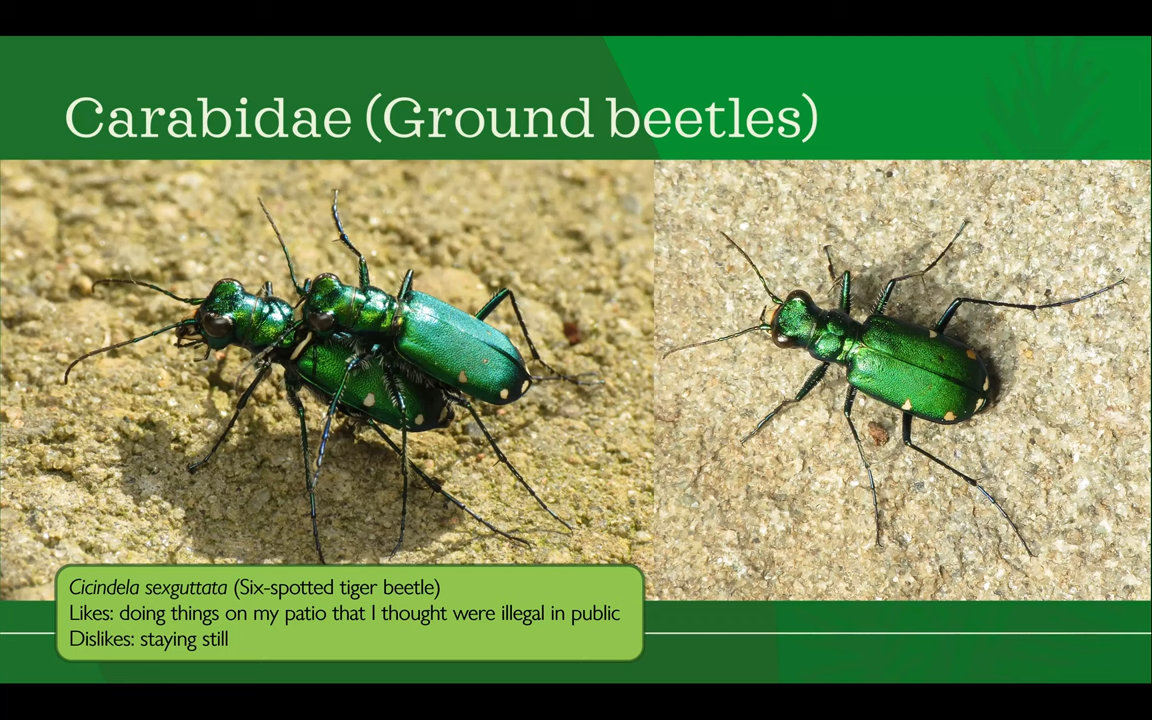 Carabidae (Ground beetles)
Cicindela sexguttata (Six-spotted tiger beetle)
Likes: doing things on my patio that I thought were illegal in public
Dislikes: staying still